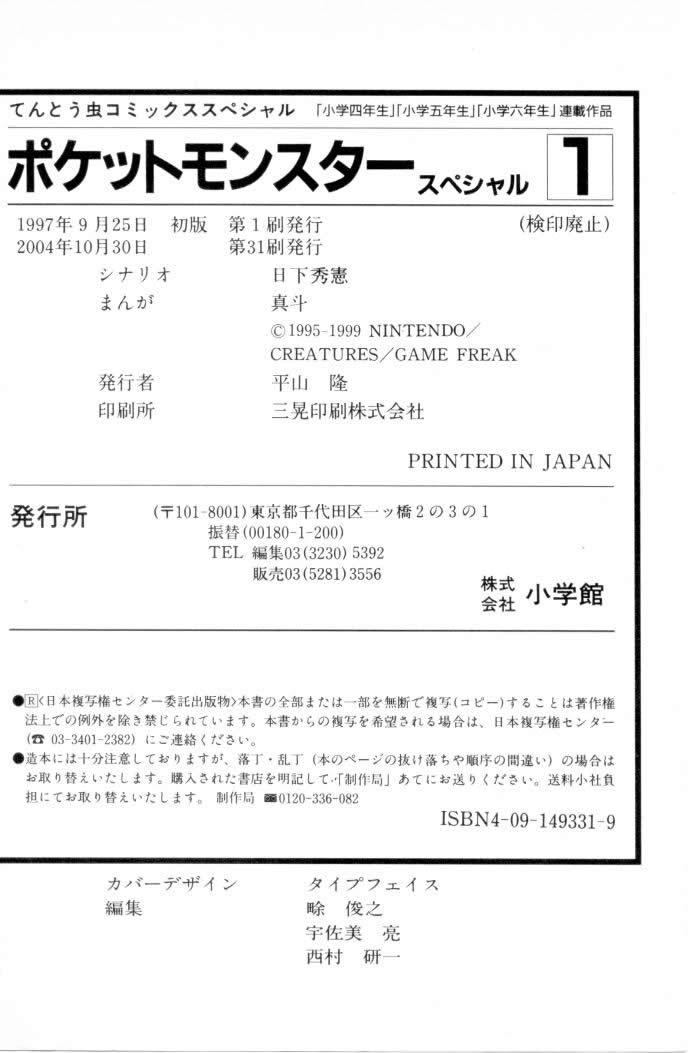 てんとう虫コミックススペシャル 「小学四年生」「小学五年生」「小学六年生」連載作品
ポケットモンスター スペシャル 1
1997年9月25日 初版 第1刷発行 (検印廃止)
2004年10月30日 第31刷発行
シナリオ 日下秀憲
まんが 真斗
©1995-1999 NINTENDO/
CREATURES/GAME FREAK
発行者 平山 隆
印刷所 三晃印刷株式会社
PRINTED IN JAPAN
発行所 (〒101-8001)東京都千代田区一ッ橋2の3の1
振替(00180-1-200)
TEL 編集03(3230)5392
販売03(5281)3556
株式会社 小学館
●R〈日本複写権センター委託出版物〉本書の全部または一部を無断で複写(コピー)することは著作権
法上での例外を除き禁じられています。本書からの複写を希望される場合は、日本複写権センター
(☎ 03-3401-2382) にご連絡ください。
●造本には十分注意しておりますが、落丁・乱丁 (本のページの抜け落ちや順序の間違い) の場合は
お取り替えいたします。購入された書店を明記して「制作局」あてにお送りください。送料小社負
担にてお取り替えいたします。 制作局 0120-336-082
ISBN4-09-149331-9
カバーデザイン タイプフェイス
編集 畭 俊之
宇佐美 亮
西村 研一